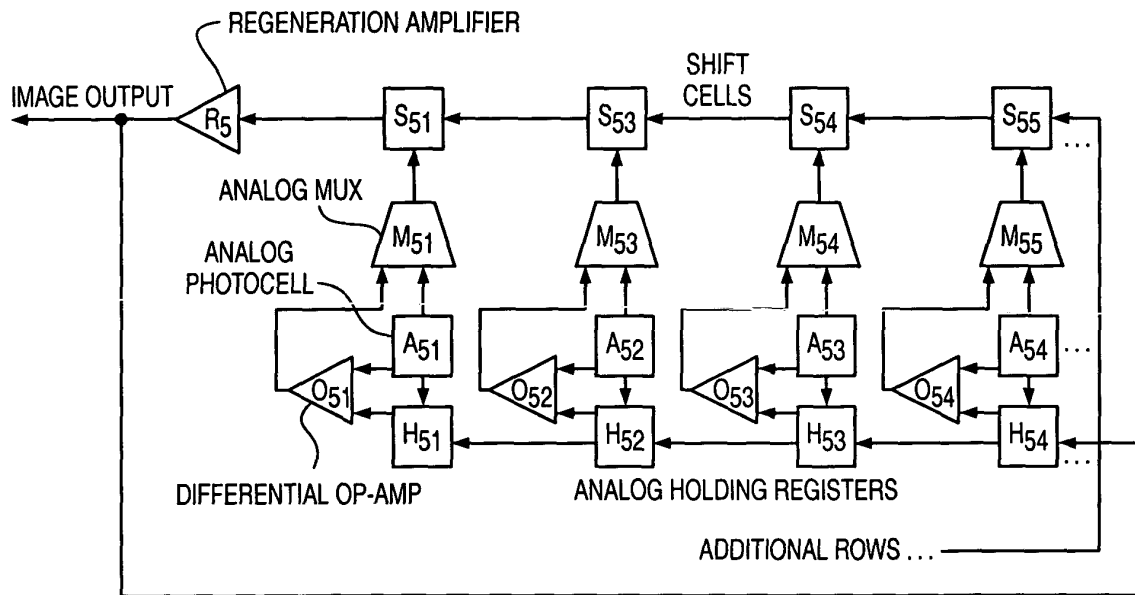 REGENERATION AMPLIFIER
IMAGE OUTPUT
SHIFT
CELLS
R5
S51
S53
S54
S55
...
ANALOG MUX
M51
M53
M54
M55
ANALOG
PHOTOCELL
A51
A52
A53
A54
...
O51
O52
O53
O54
H51
H52
H53
H54
...
DIFFERENTIAL OP-AMP
ANALOG HOLDING REGISTERS
ADDITIONAL ROWS ...